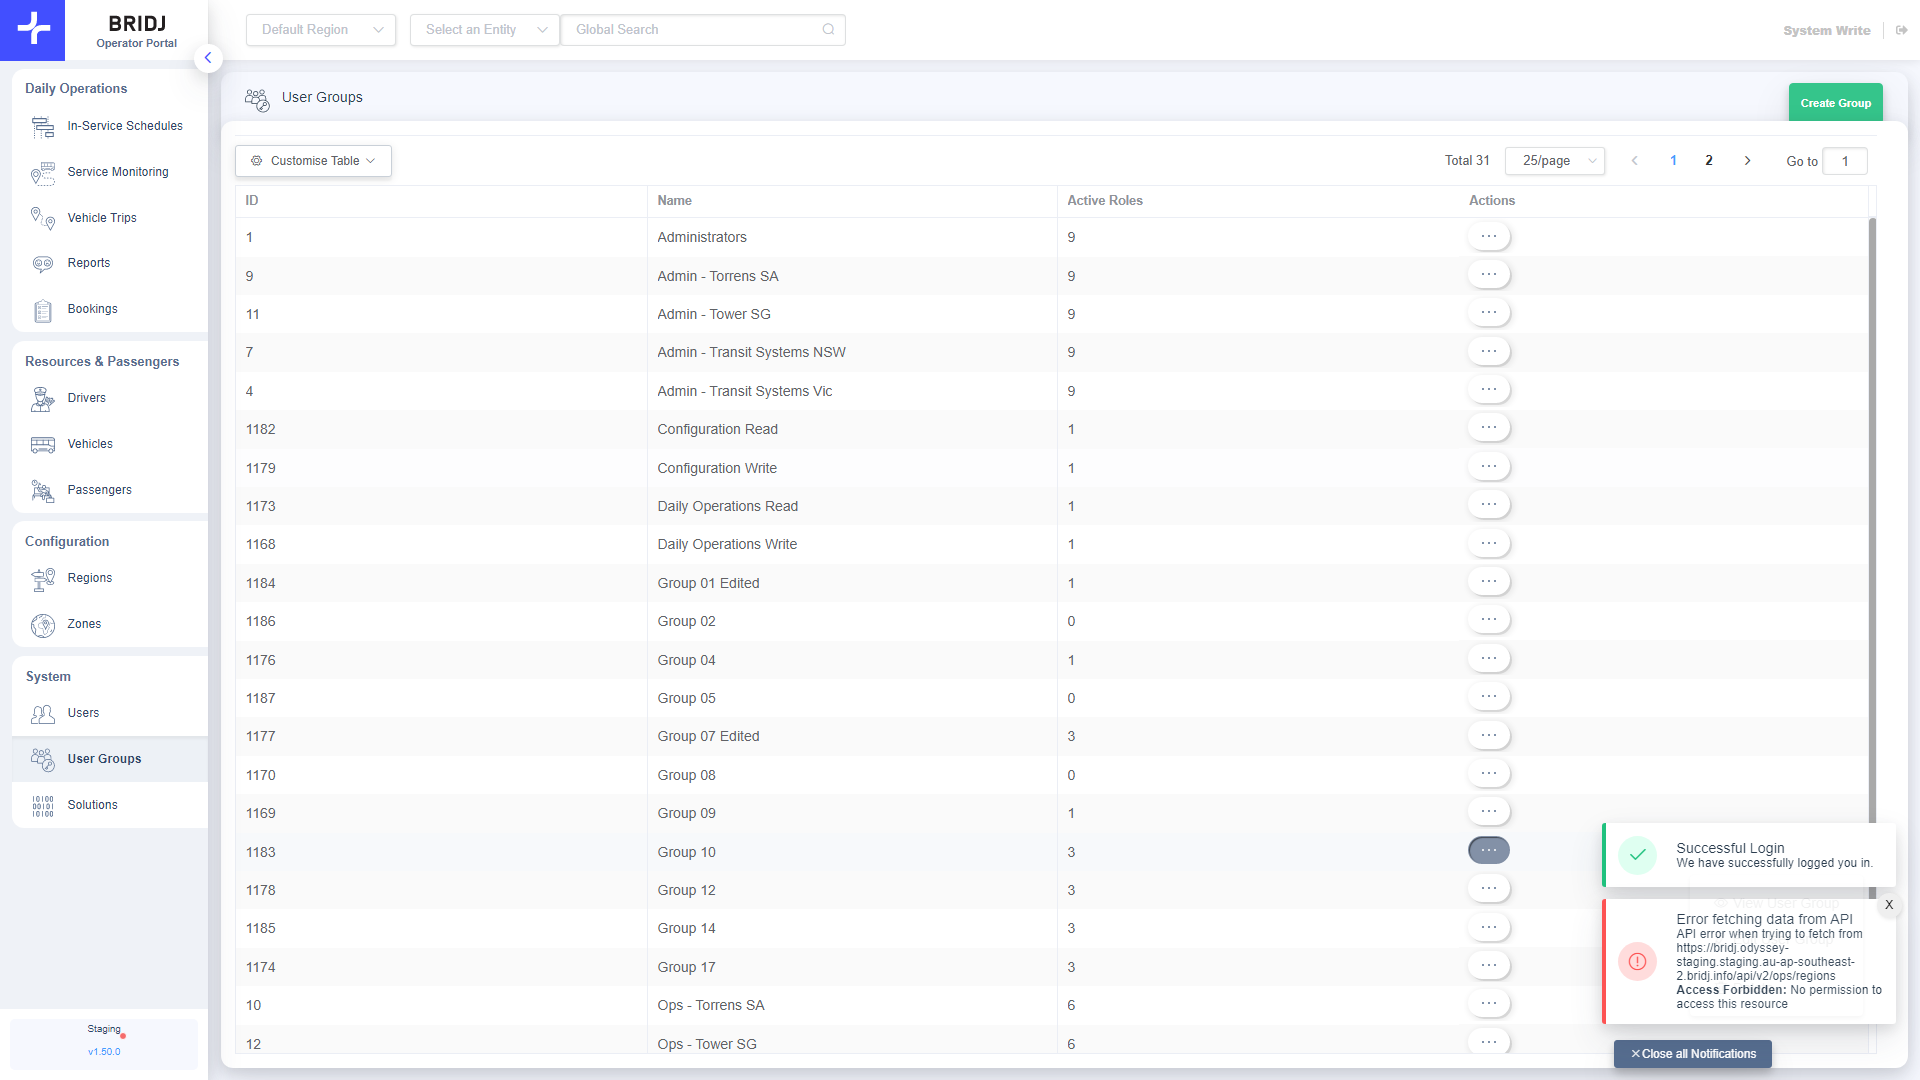 BRIDJ
Operator Portal
Default Region
Select an Entity
Global Search
System Write
Daily Operations
In-Service Schedules
Service Monitoring
Vehicle Trips
Reports
Bookings
Resources & Passengers
Drivers
Vehicles
Passengers
Configuration
Regions
Zones
System
Users
User Groups
Solutions
Staging
v1.50.0
User Groups
Create Group
Customise Table
Total 31
25/page
1
2
Go to
1
ID Name Active Roles Actions
1 Administrators 9
9 Admin - Torrens SA 9
11 Admin - Tower SG 9
7 Admin - Transit Systems NSW 9
4 Admin - Transit Systems Vic 9
1182 Configuration Read 1
1179 Configuration Write 1
1173 Daily Operations Read 1
1168 Daily Operations Write 1
1184 Group 01 Edited 1
1186 Group 02 0
1176 Group 04 1
1187 Group 05 0
1177 Group 07 Edited 3
1170 Group 08 0
1169 Group 09 1
1183 Group 10 3
1178 Group 12 3
1185 Group 14 3
1174 Group 17 3
10 Ops - Torrens SA 6
12 Ops - Tower SG 6
Successful Login
We have successfully logged you in.
View User Group
X
Error fetching data from API
API error when trying to fetch from
https://bridj.odyssey-
staging.staging.au-ap-southeast-
2.bridj.info/api/v2/ops/regions
Access Forbidden: No permission to
access this resource
Close all Notifications